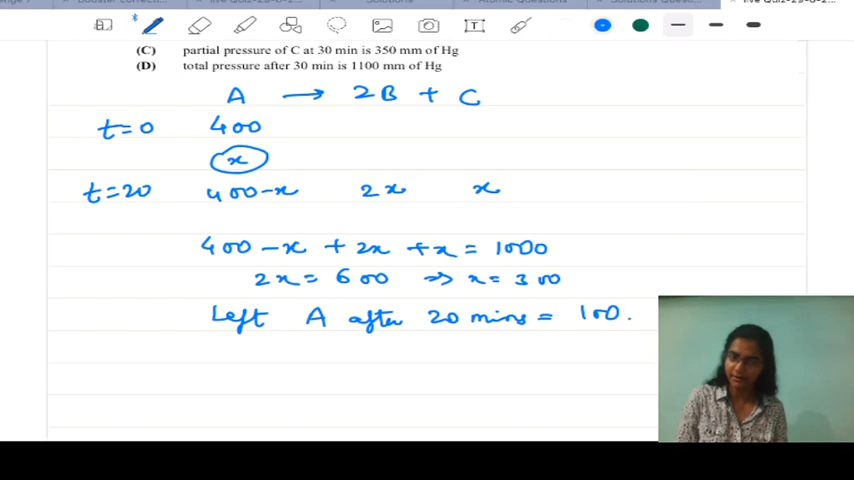 (C) partial pressure of C at 30 min is 350 mm of Hg
(D) total pressure after 30 min is 1100 mm of Hg
A → 2B + C
t=0 400
x
t=20 400-x 2x x
400 - x + 2x + x = 1000
2x = 600 => x = 300
Left A after 20 mins = 100.